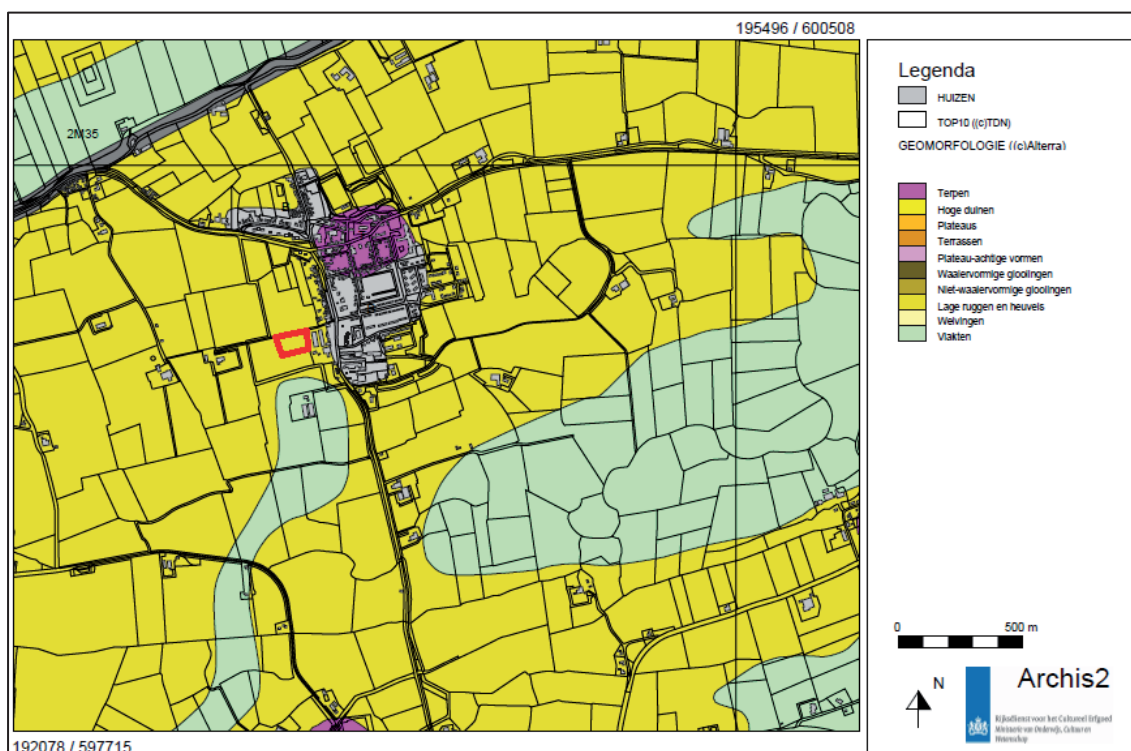 195496 / 600508
2M35
Legenda
HUIZEN
TOP10 ((c)TDN)
GEOMORFOLOGIE ((c)Alterra)
Terpen
Hoge duinen
Plateaus
Terrassen
Plateau-achtige vormen
Waaiervormige glooiingen
Niet-waaiervormige glooiingen
Lage ruggen en heuvels
Welvingen
Vlakten
0 500 m
N
Archis2
Rijksdienst voor het Cultureel Erfgoed
Ministerie van Onderwijs, Cultuur en
Wetenschap
192078 / 597715